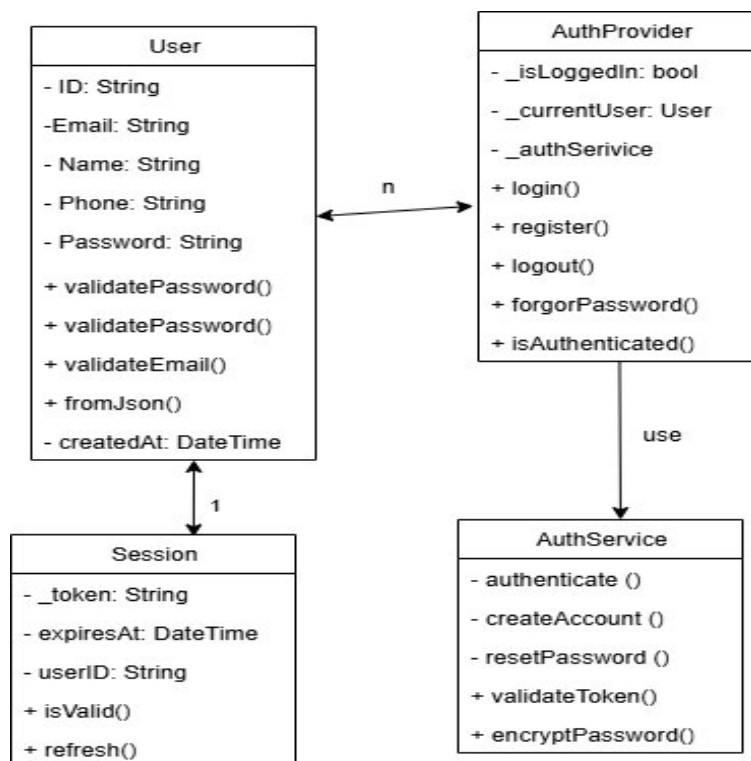 User
- ID: String
-Email: String
- Name: String
- Phone: String
- Password: String
+ validatePassword()
+ validatePassword()
+ validateEmail()
+ fromJson()
- createdAt: DateTime
n
AuthProvider
- _isLoggedIn: bool
- _currentUser: User
- _authSerivice
+ login()
+ register()
+ logout()
+ forgorPassword()
+ isAuthenticated()
1
use
Session
- _token: String
- expiresAt: DateTime
- userID: String
+ isValid()
+ refresh()
AuthService
- authenticate ()
- createAccount ()
- resetPassword ()
+ validateToken()
+ encryptPassword()